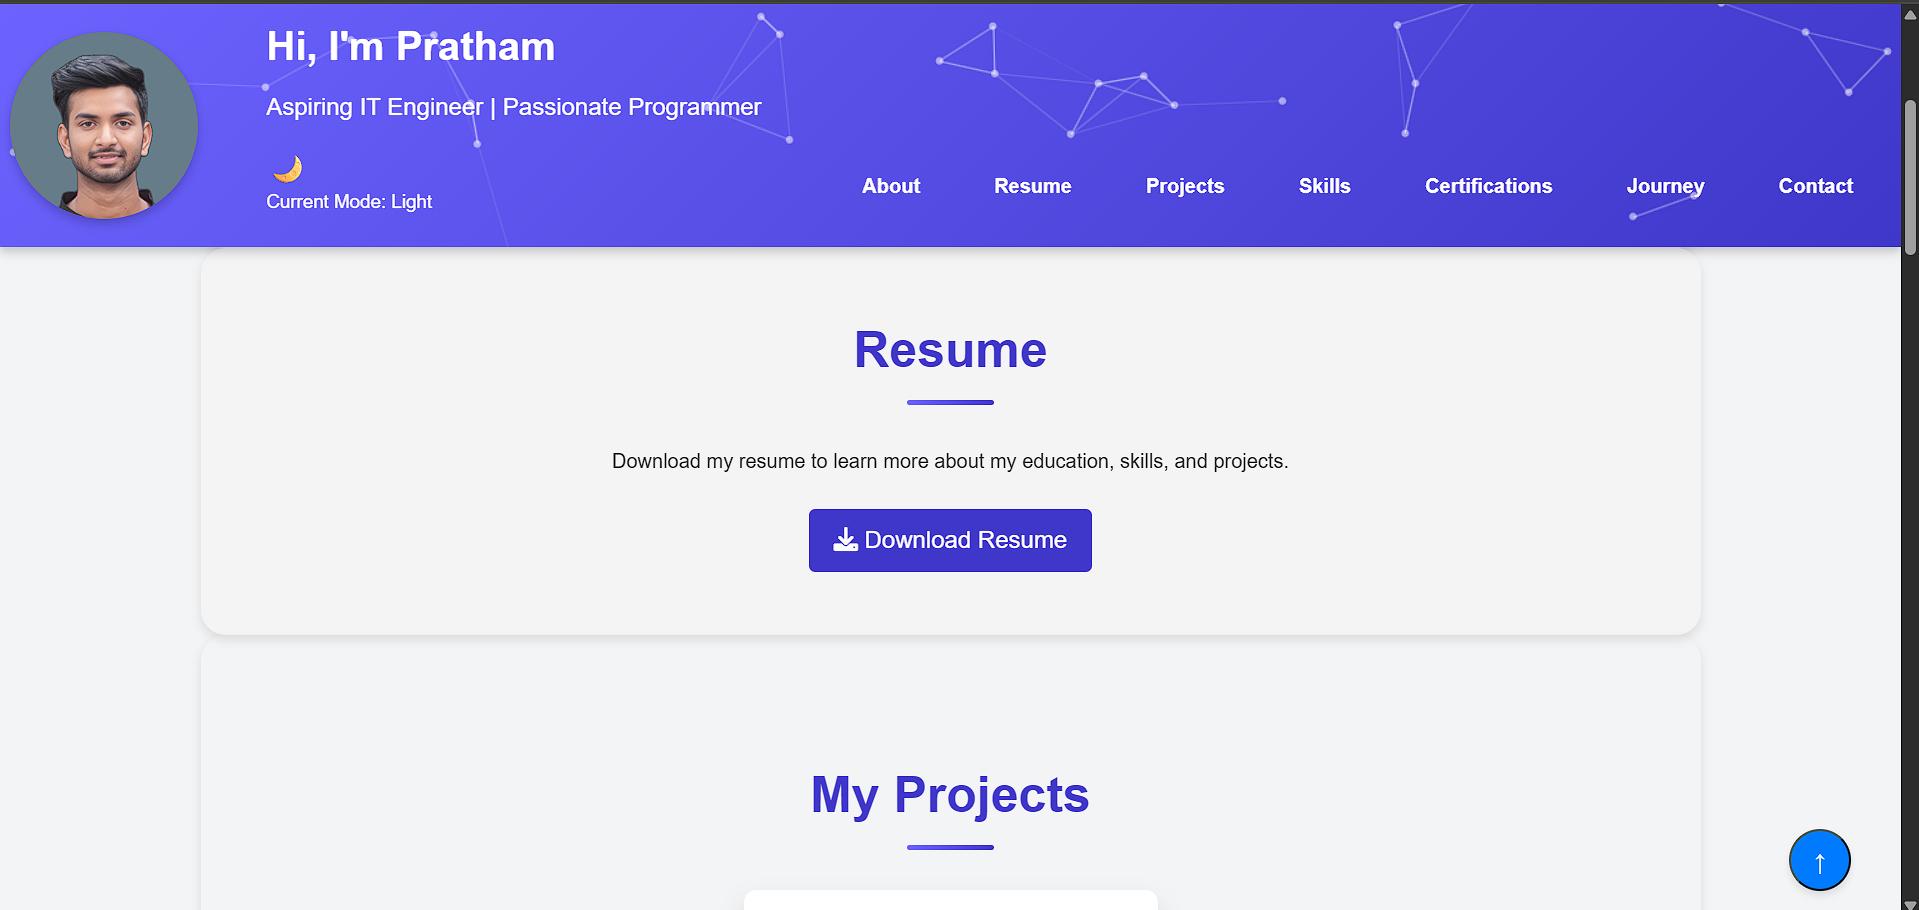 Hi, I'm Pratham
Aspiring IT Engineer | Passionate Programmer
Current Mode: Light
About Resume Projects Skills Certifications Journey Contact
Resume
Download my resume to learn more about my education, skills, and projects.
Download Resume
My Projects
↑